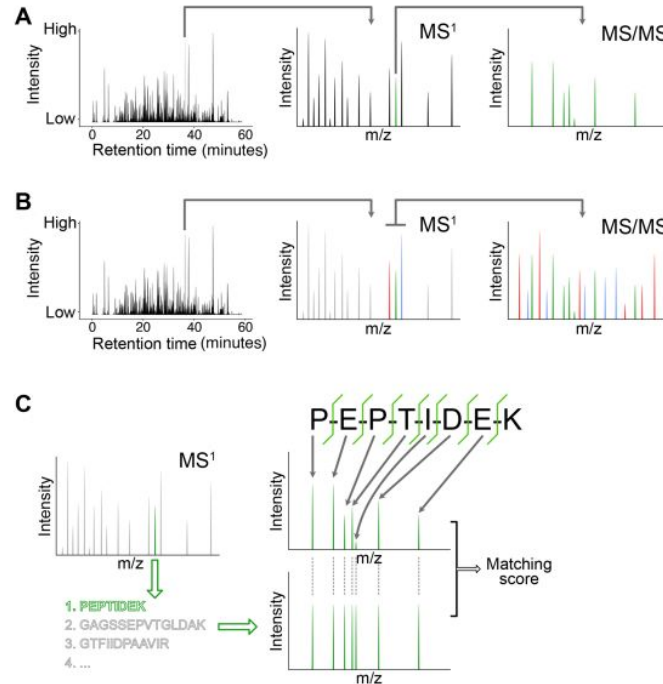 A
High
Low
Intensity
0 20 40 60
Retention time (minutes)
MS¹
Intensity
m/z
MS/MS
Intensity
m/z
B
High
Low
Intensity
0 20 40 60
Retention time (minutes)
MS¹
Intensity
m/z
MS/MS
Intensity
m/z
C
P-E-P-T-I-D-E-K
MS¹
Intensity
m/z
1. PEPTIDEK
2. GAGSSEPVTGLDAK
3. GTFIIDPAAVIR
4. ...
Intensity
m/z
Intensity
m/z
Matching
score